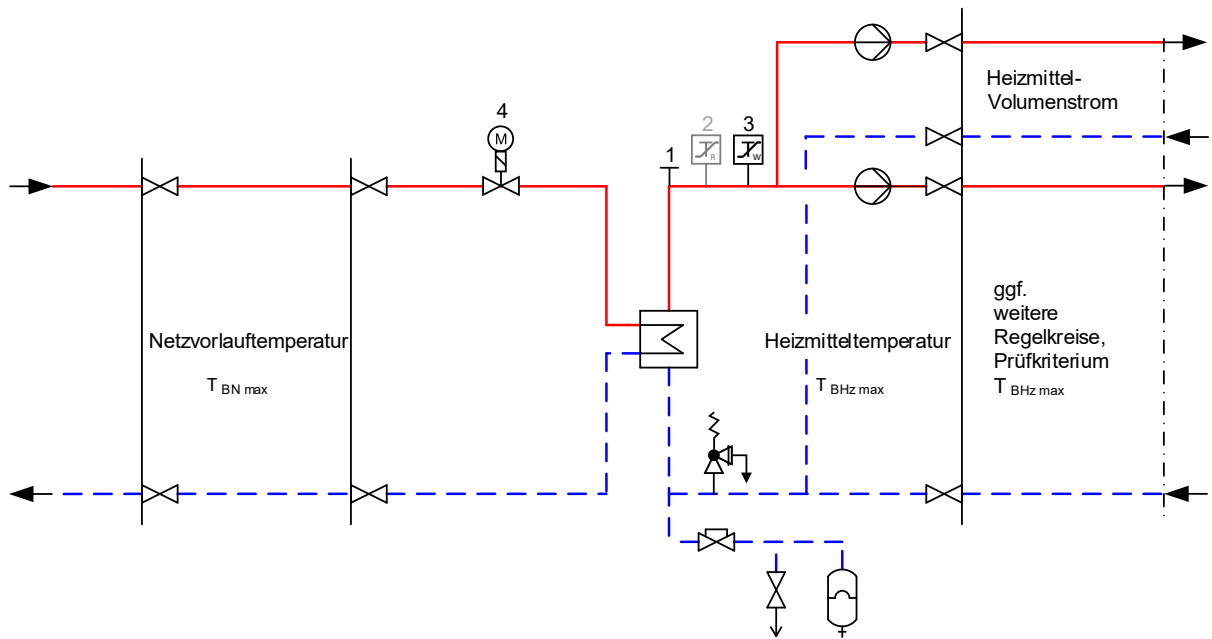 4
M
1
2
R
3
W
Heizmittel-
Volumenstrom
Netzvorlauftemperatur
T BN max
Heizmitteltemperatur
T BHz max
ggf.
weitere
Regelkreise,
Prüfkriterium
T BHz max